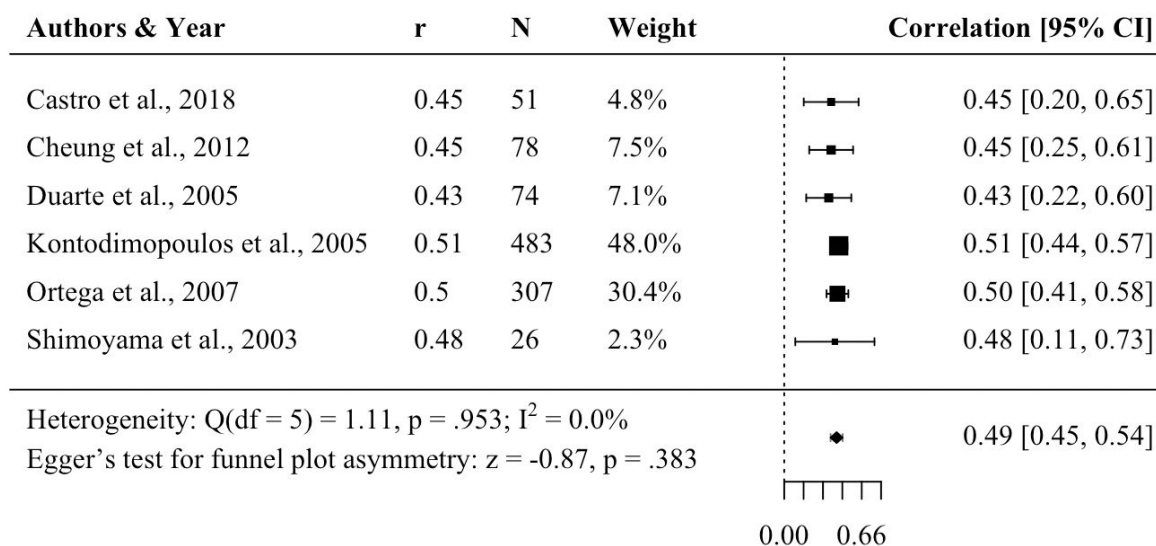 Authors & Year r N Weight Correlation [95% CI]
Castro et al., 2018 0.45 51 4.8% 0.45 [0.20, 0.65]
Cheung et al., 2012 0.45 78 7.5% 0.45 [0.25, 0.61]
Duarte et al., 2005 0.43 74 7.1% 0.43 [0.22, 0.60]
Kontodimopoulos et al., 2005 0.51 483 48.0% 0.51 [0.44, 0.57]
Ortega et al., 2007 0.5 307 30.4% 0.50 [0.41, 0.58]
Shimoyama et al., 2003 0.48 26 2.3% 0.48 [0.11, 0.73]
Heterogeneity: Q(df = 5) = 1.11, p = .953; I² = 0.0%
0.49 [0.45, 0.54]
Egger's test for funnel plot asymmetry: z = -0.87, p = .383
0.00 0.66